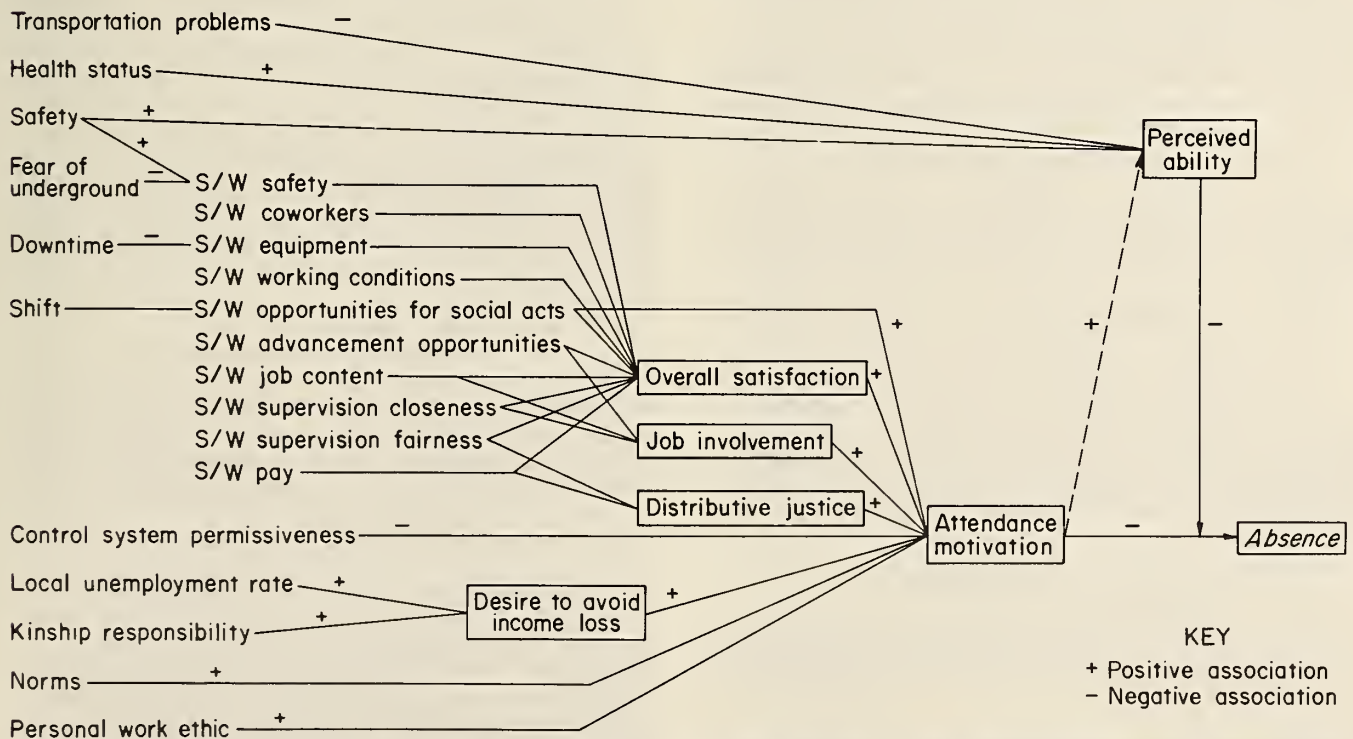 Transportation problems −
Health status +
Safety +
+
Fear of
underground −
S/W safety
S/W coworkers
Downtime − S/W equipment
S/W working conditions
Shift S/W opportunities for social acts +
S/W advancement opportunities
S/W job content
S/W supervision closeness
S/W supervision fairness
S/W pay
Overall satisfaction +
Job involvement +
Distributive justice +
Perceived
ability
+ −
Control system permissiveness −
Attendance
motivation
−
Absence
Local unemployment rate +
Kinship responsibility +
Desire to avoid
income loss
+
Norms +
Personal work ethic +
KEY
+ Positive association
− Negative association